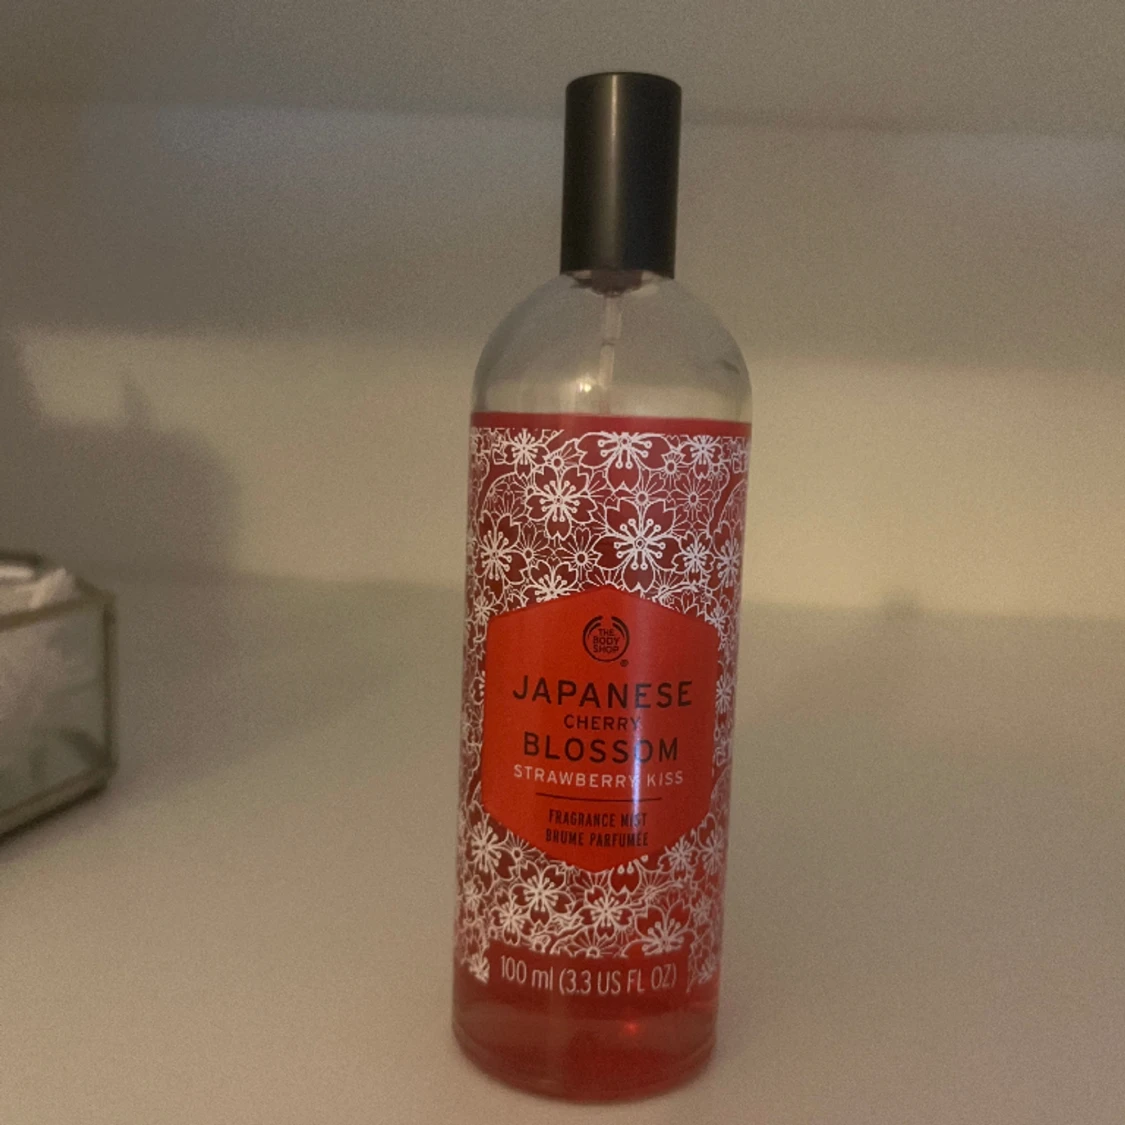 THE
BODY
SHOP
®
JAPANESE
CHERRY
BLOSSOM
STRAWBERRY KISS
FRAGRANCE MIST
BRUME PARFUMÉE
100 ml (3.3 US FL OZ)